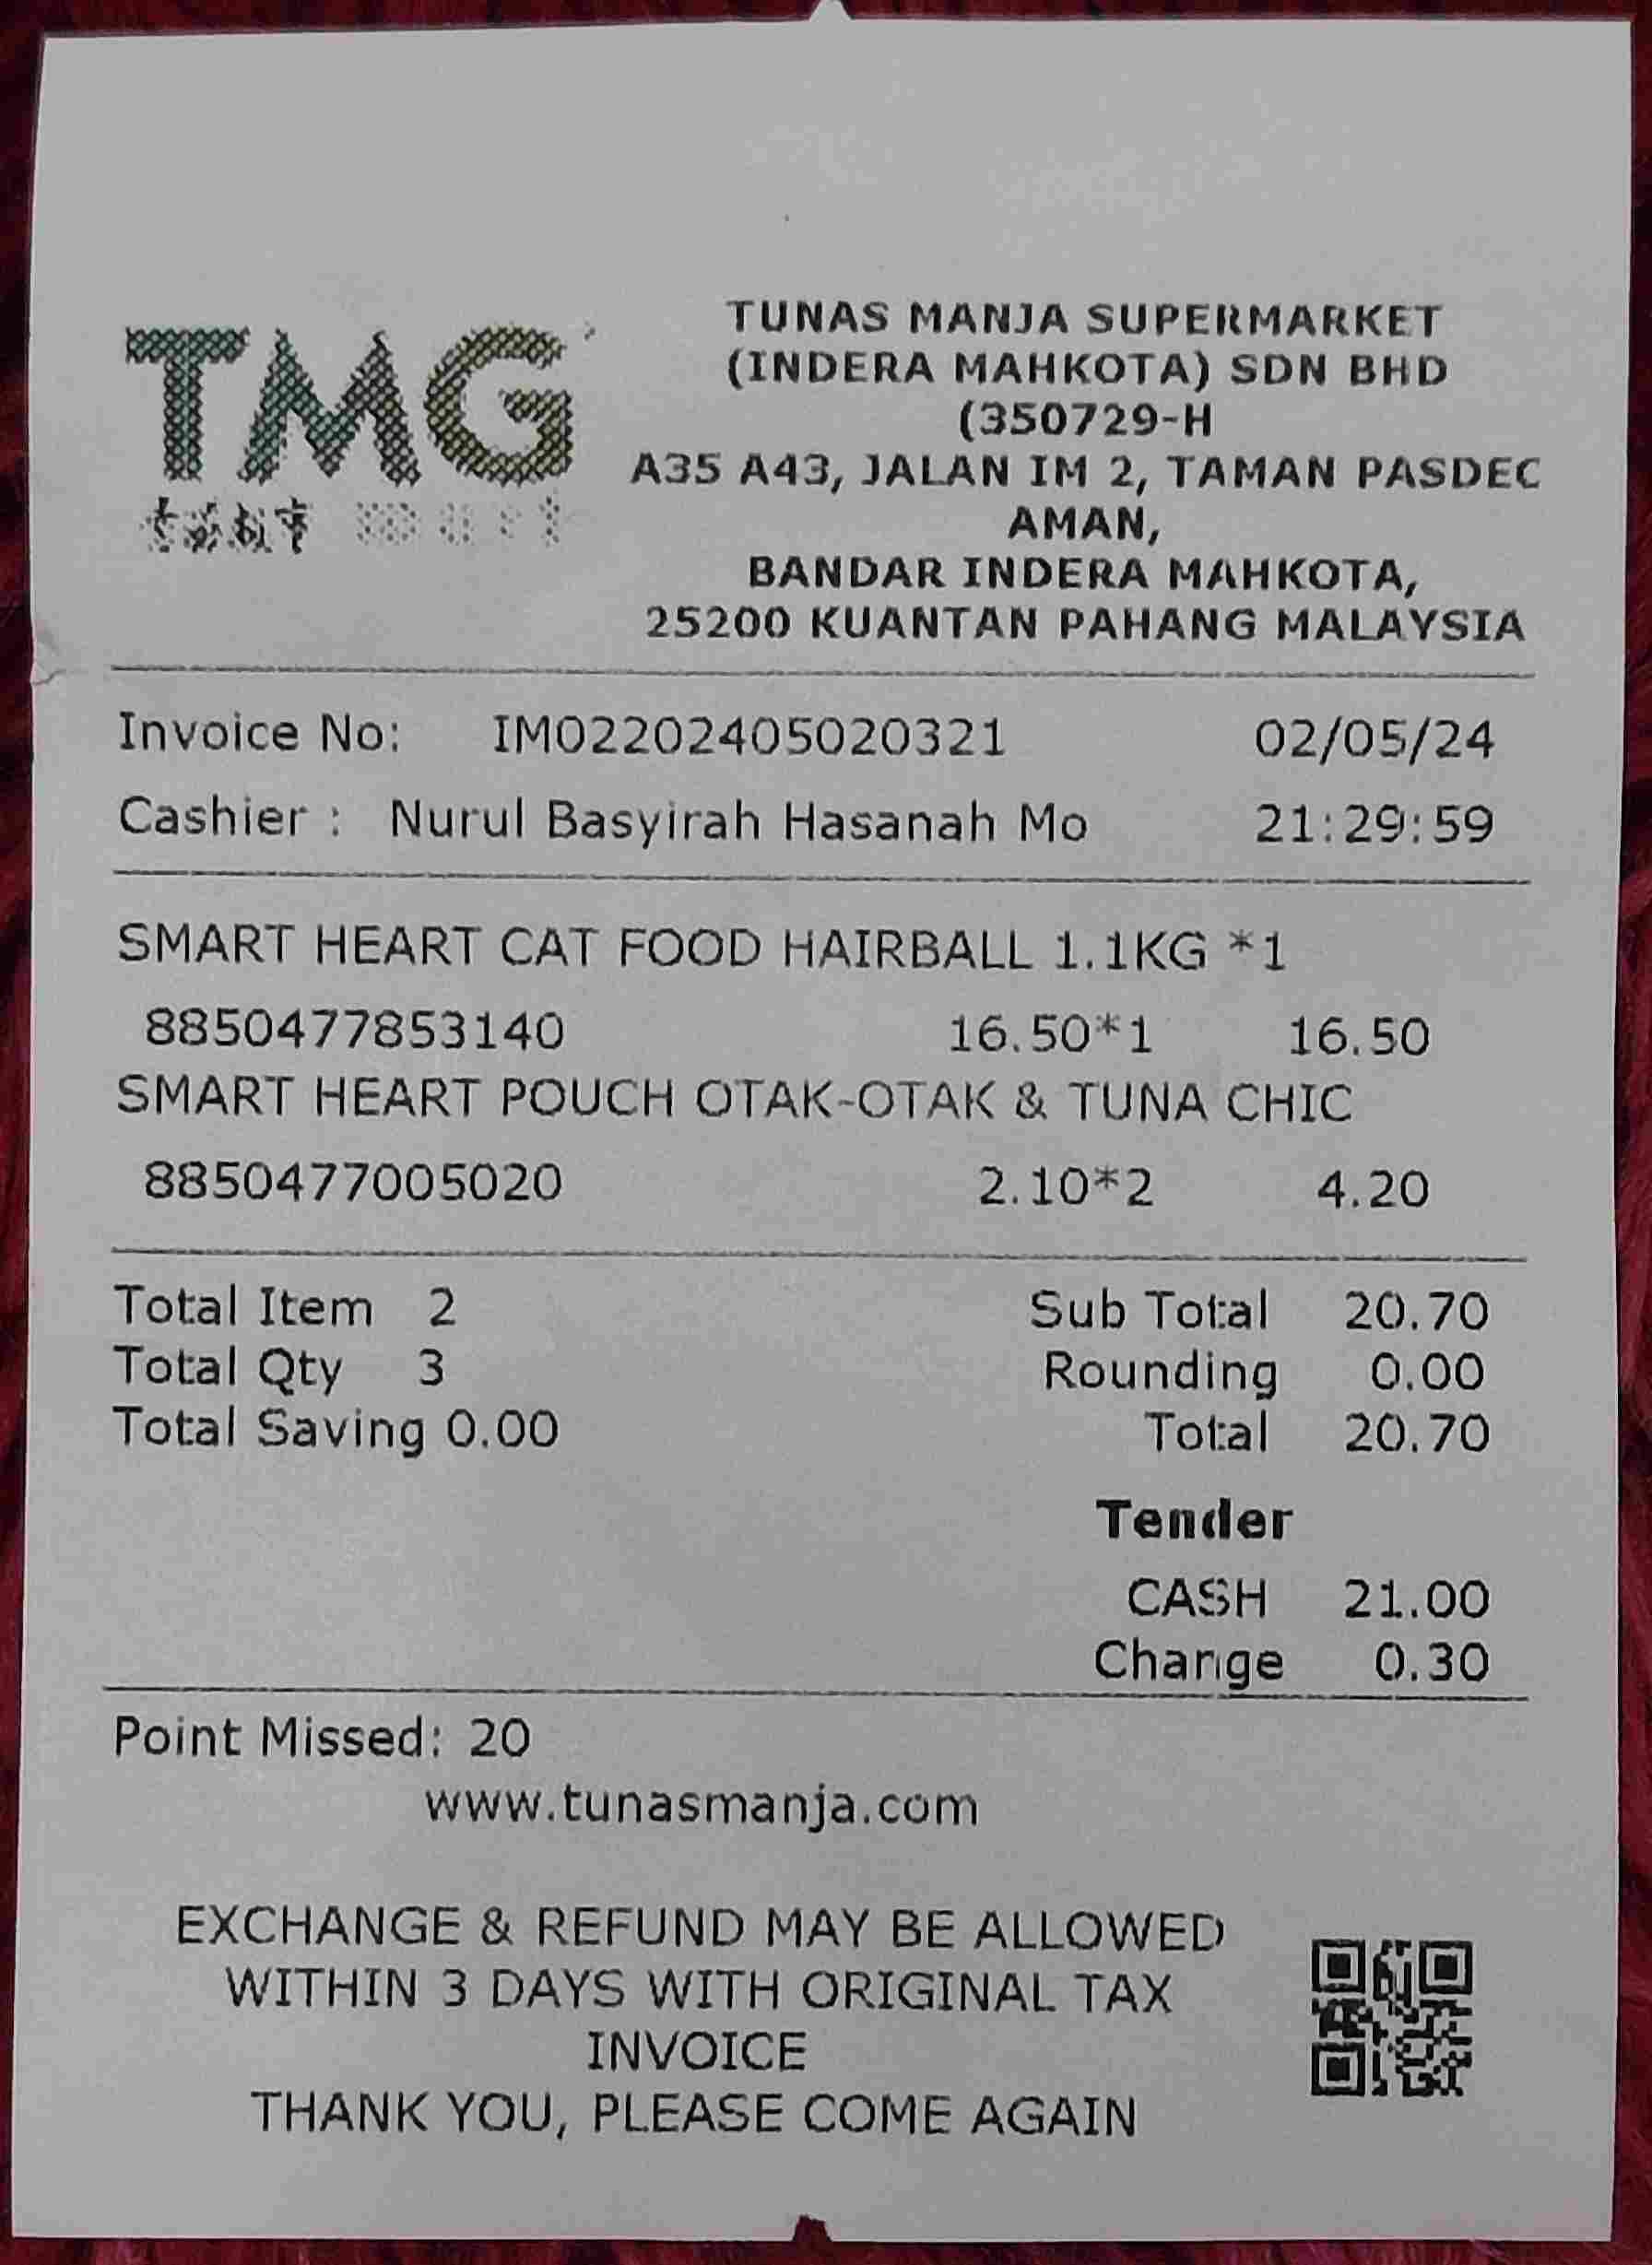 TMG
TUNAS MANJA SUPERMARKET
(INDERA MAHKOTA) SDN BHD
(350729-H
A35 A43, JALAN IM 2, TAMAN PASDEC
AMAN,
BANDAR INDERA MAHKOTA,
25200 KUANTAN PAHANG MALAYSIA
Invoice No: IM02202405020321 02/05/24
Cashier : Nurul Basyirah Hasanah Mo 21:29:59
SMART HEART CAT FOOD HAIRBALL 1.1KG *1
8850477853140 16.50*1 16.50
SMART HEART POUCH OTAK-OTAK & TUNA CHIC
8850477005020 2.10*2 4.20
Total Item 2 Sub Total 20.70
Total Qty 3 Rounding 0.00
Total Saving 0.00 Total 20.70
Tender
CASH 21.00
Change 0.30
Point Missed: 20
www.tunasmanja.com
EXCHANGE & REFUND MAY BE ALLOWED
WITHIN 3 DAYS WITH ORIGINAL TAX
INVOICE
THANK YOU, PLEASE COME AGAIN